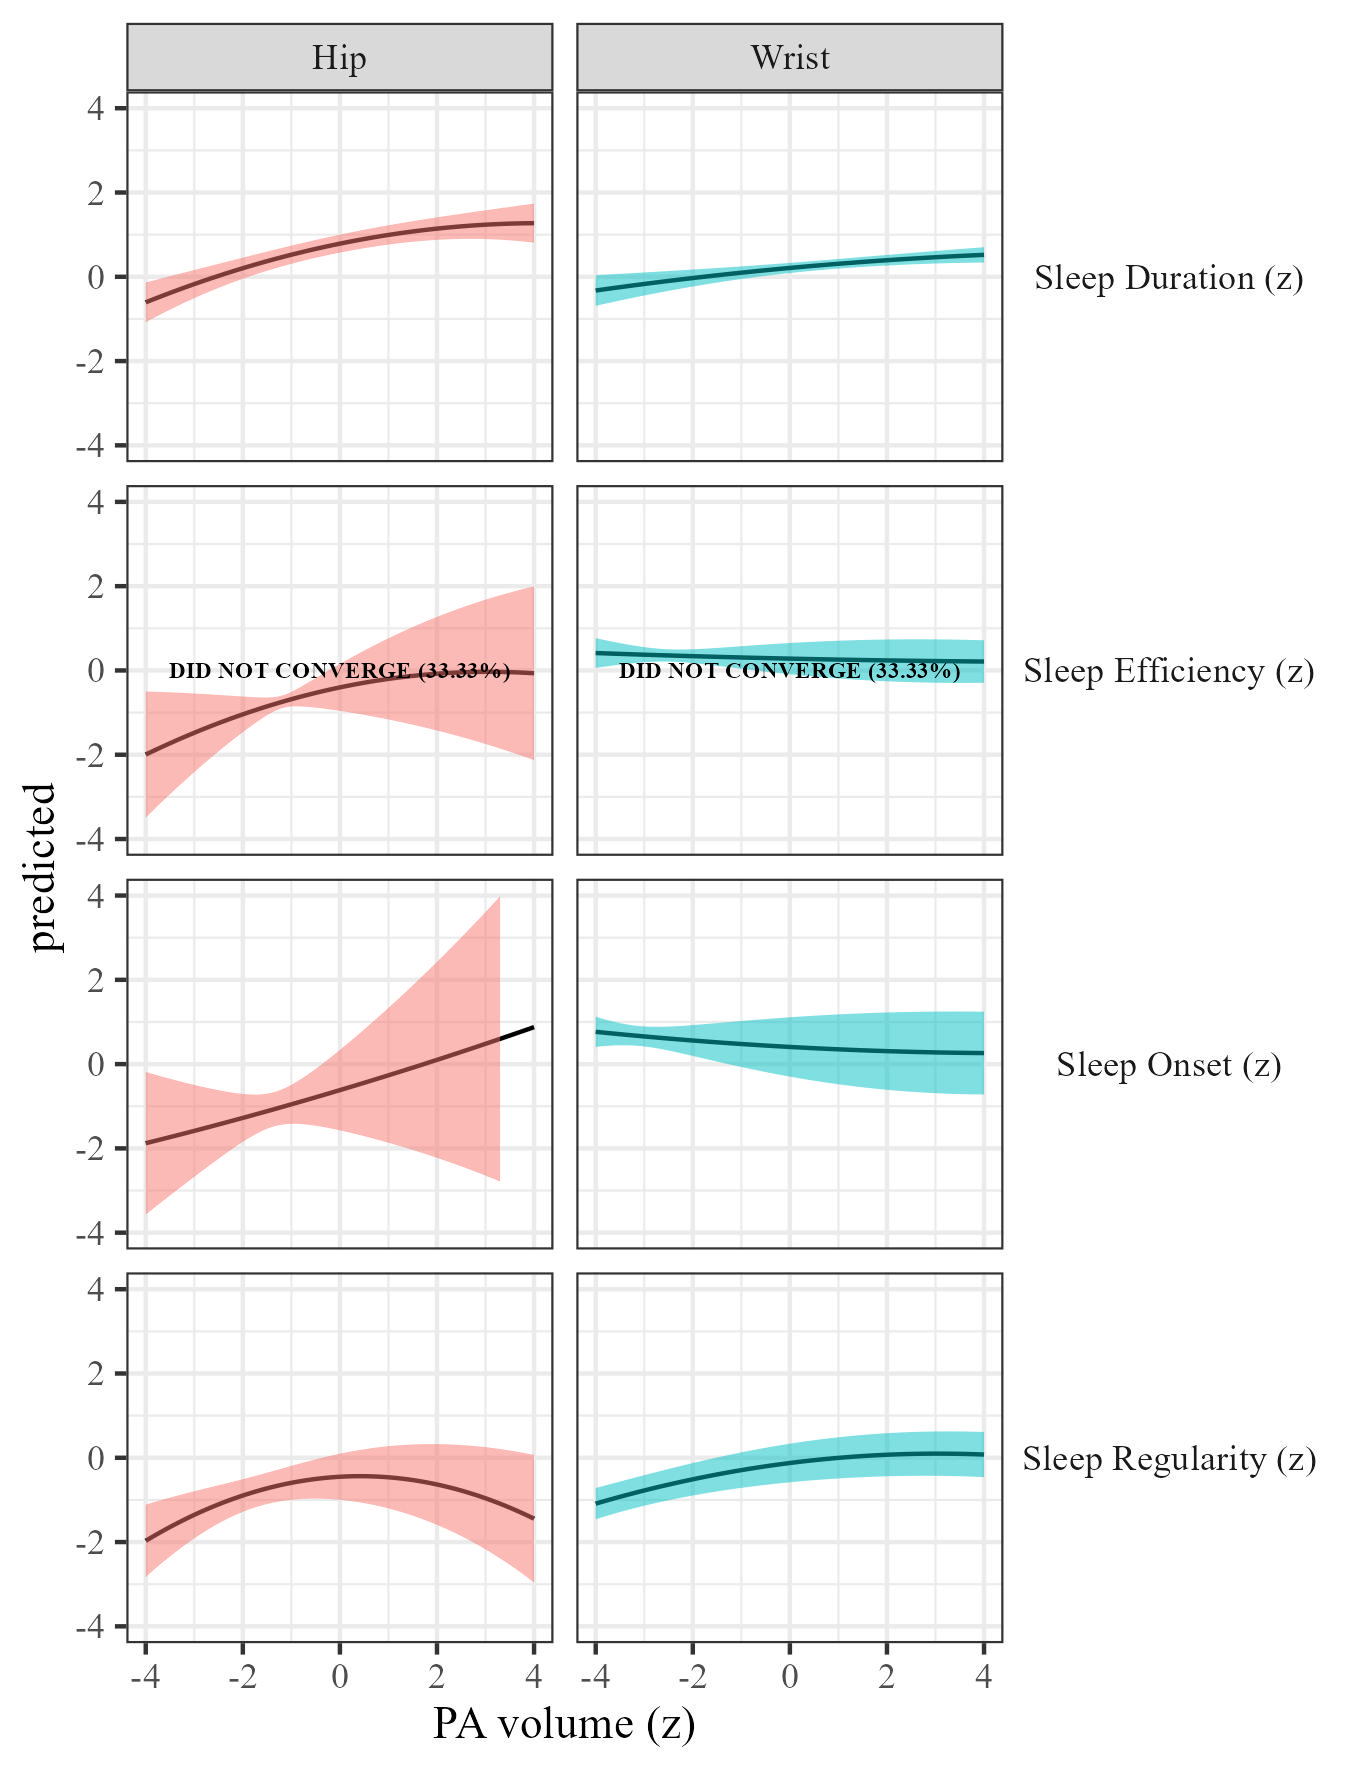 Hip Wrist
4
2
0
-2
-4
Sleep Duration (z)
4
2
0
-2
-4
DID NOT CONVERGE (33.33%) DID NOT CONVERGE (33.33%)
Sleep Efficiency (z)
predicted
4
2
0
-2
-4
Sleep Onset (z)
4
2
0
-2
-4
Sleep Regularity (z)
-4 -2 0 2 4 -4 -2 0 2 4
PA volume (z)